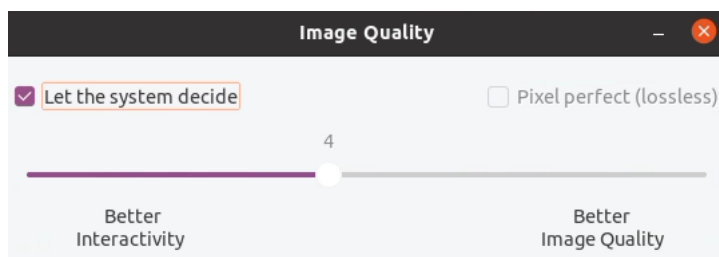 Image Quality
Let the system decide
Pixel perfect (lossless)
4
Better
Interactivity
Better
Image Quality